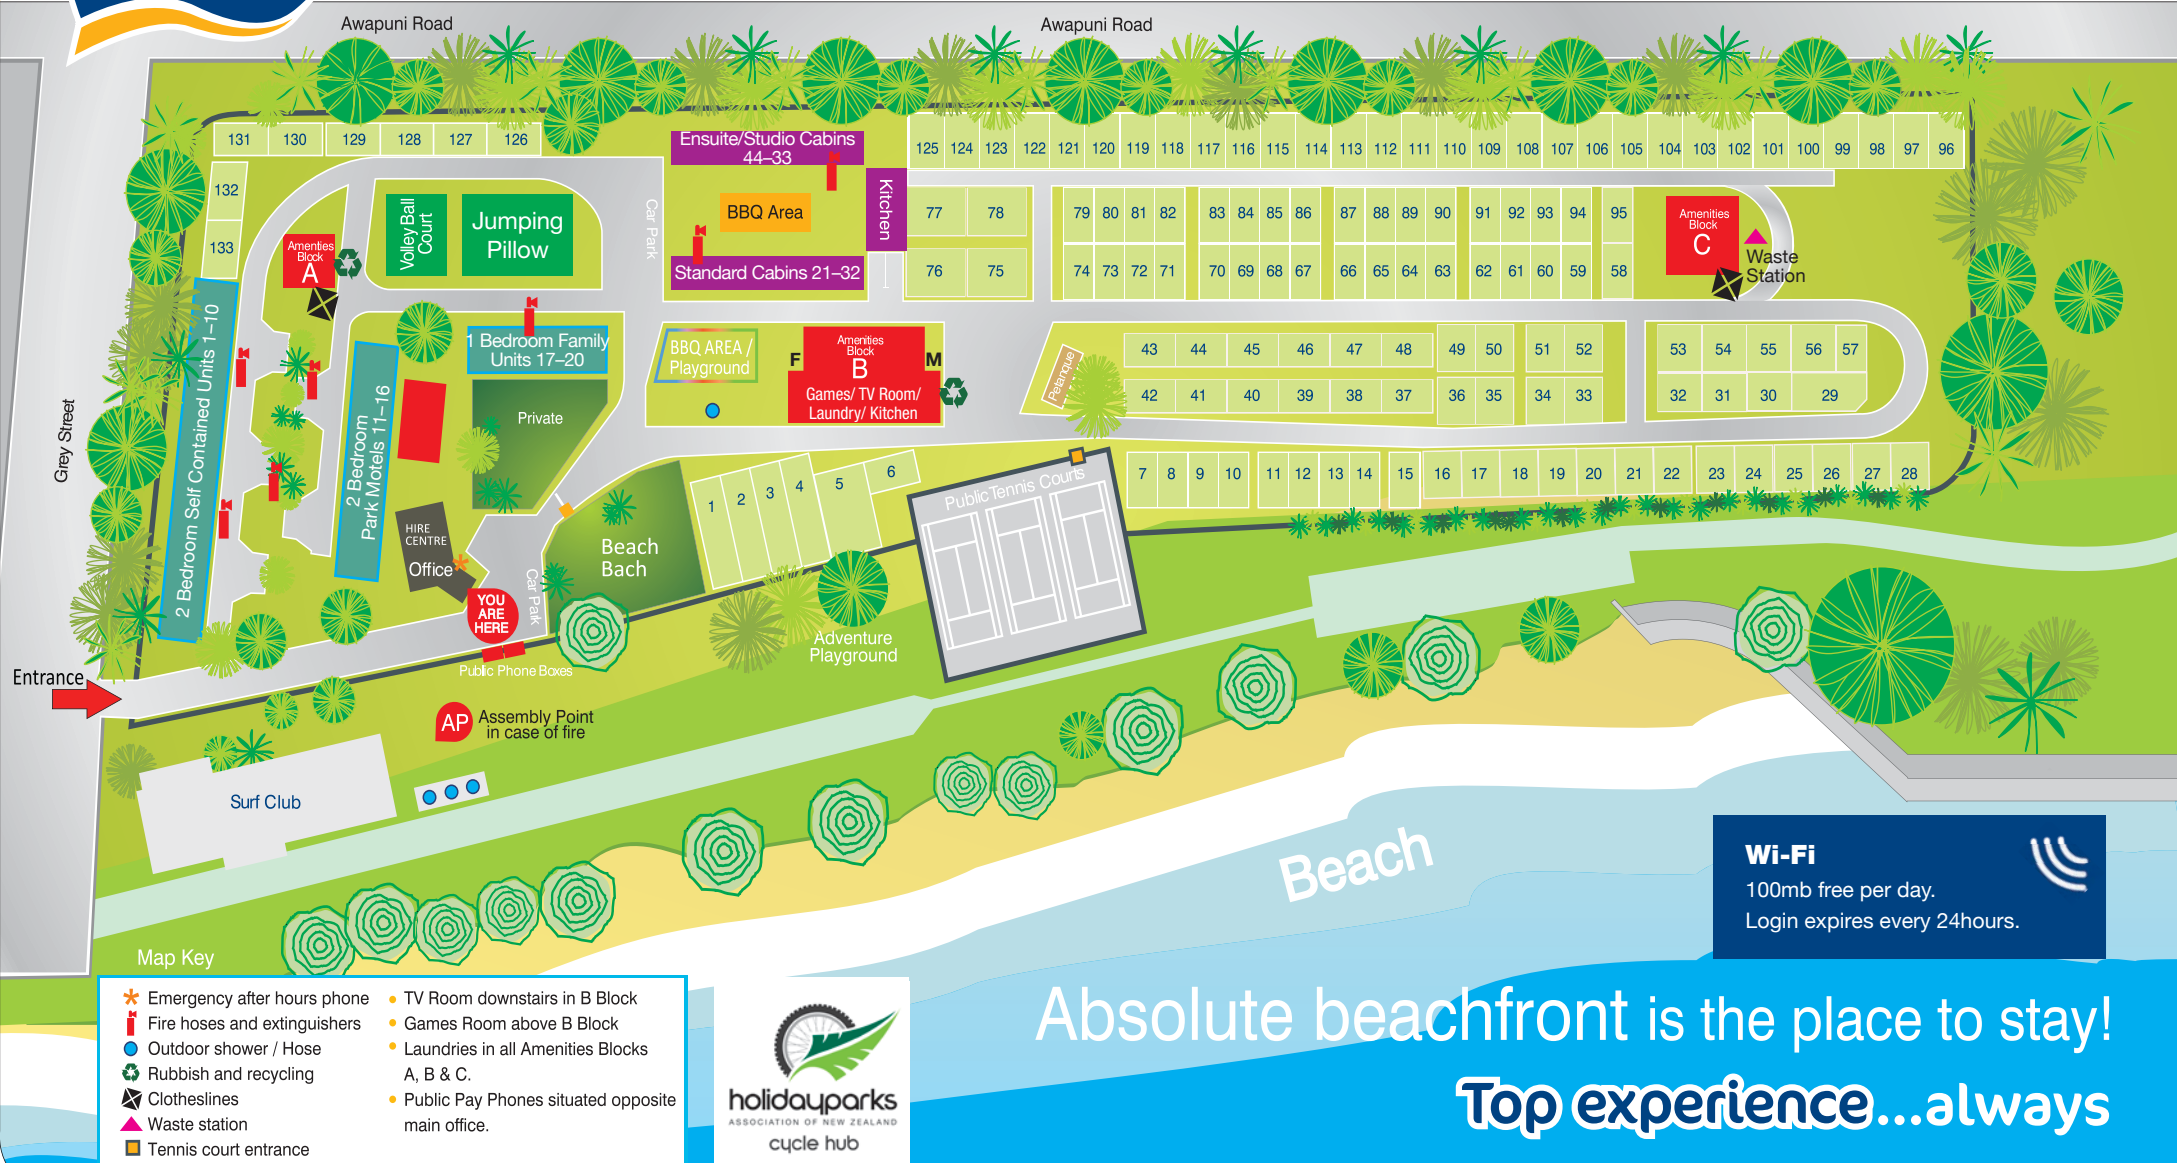 Awapuni Road
Awapuni Road
Grey Street
Entrance
131 130 129 128 127 126
132
133
Amenties
Block
A
Volley Ball
Court
Jumping
Pillow
Car Park
Ensuite/Studio Cabins
44–33
BBQ Area
Standard Cabins 21–32
Kitchen
125 124 123 122 121 120 119 118 117 116 115 114 113 112 111 110 109 108 107 106 105 104 103 102 101 100 99 98 97 96
77 78 79 80 81 82 83 84 85 86 87 88 89 90 91 92 93 94 95
76 75 74 73 72 71 70 69 68 67 66 65 64 63 62 61 60 59 58
Amenities
Block
C
Waste
Station
2 Bedroom Self Contained Units 1–10
2 Bedroom
Park Motels 11–16
1 Bedroom Family
Units 17–20
Private
BBQ AREA /
Playground
F
Amenities
Block
B
M
Games/ TV Room/
Laundry/ Kitchen
Petanque
43 44 45 46 47 48 49 50 51 52 53 54 55 56 57
42 41 40 39 38 37 36 35 34 33 32 31 30 29
1 2 3 4 5 6
Public Tennis Courts
7 8 9 10 11 12 13 14 15 16 17 18 19 20 21 22 23 24 25 26 27 28
HIRE
CENTRE
Office
Car Park
YOU
ARE
HERE
Public Phone Boxes
Beach
Bach
Adventure
Playground
AP
Assembly Point
in case of fire
Surf Club
Beach
Wi-Fi
100mb free per day.
Login expires every 24hours.
Map Key
Emergency after hours phone
Fire hoses and extinguishers
Outdoor shower / Hose
Rubbish and recycling
Clotheslines
Waste station
Tennis court entrance
TV Room downstairs in B Block
Games Room above B Block
Laundries in all Amenities Blocks
A, B & C.
Public Pay Phones situated opposite
main office.
holidayparks
ASSOCIATION OF NEW ZEALAND
cycle hub
Absolute beachfront is the place to stay!
Top experience...always